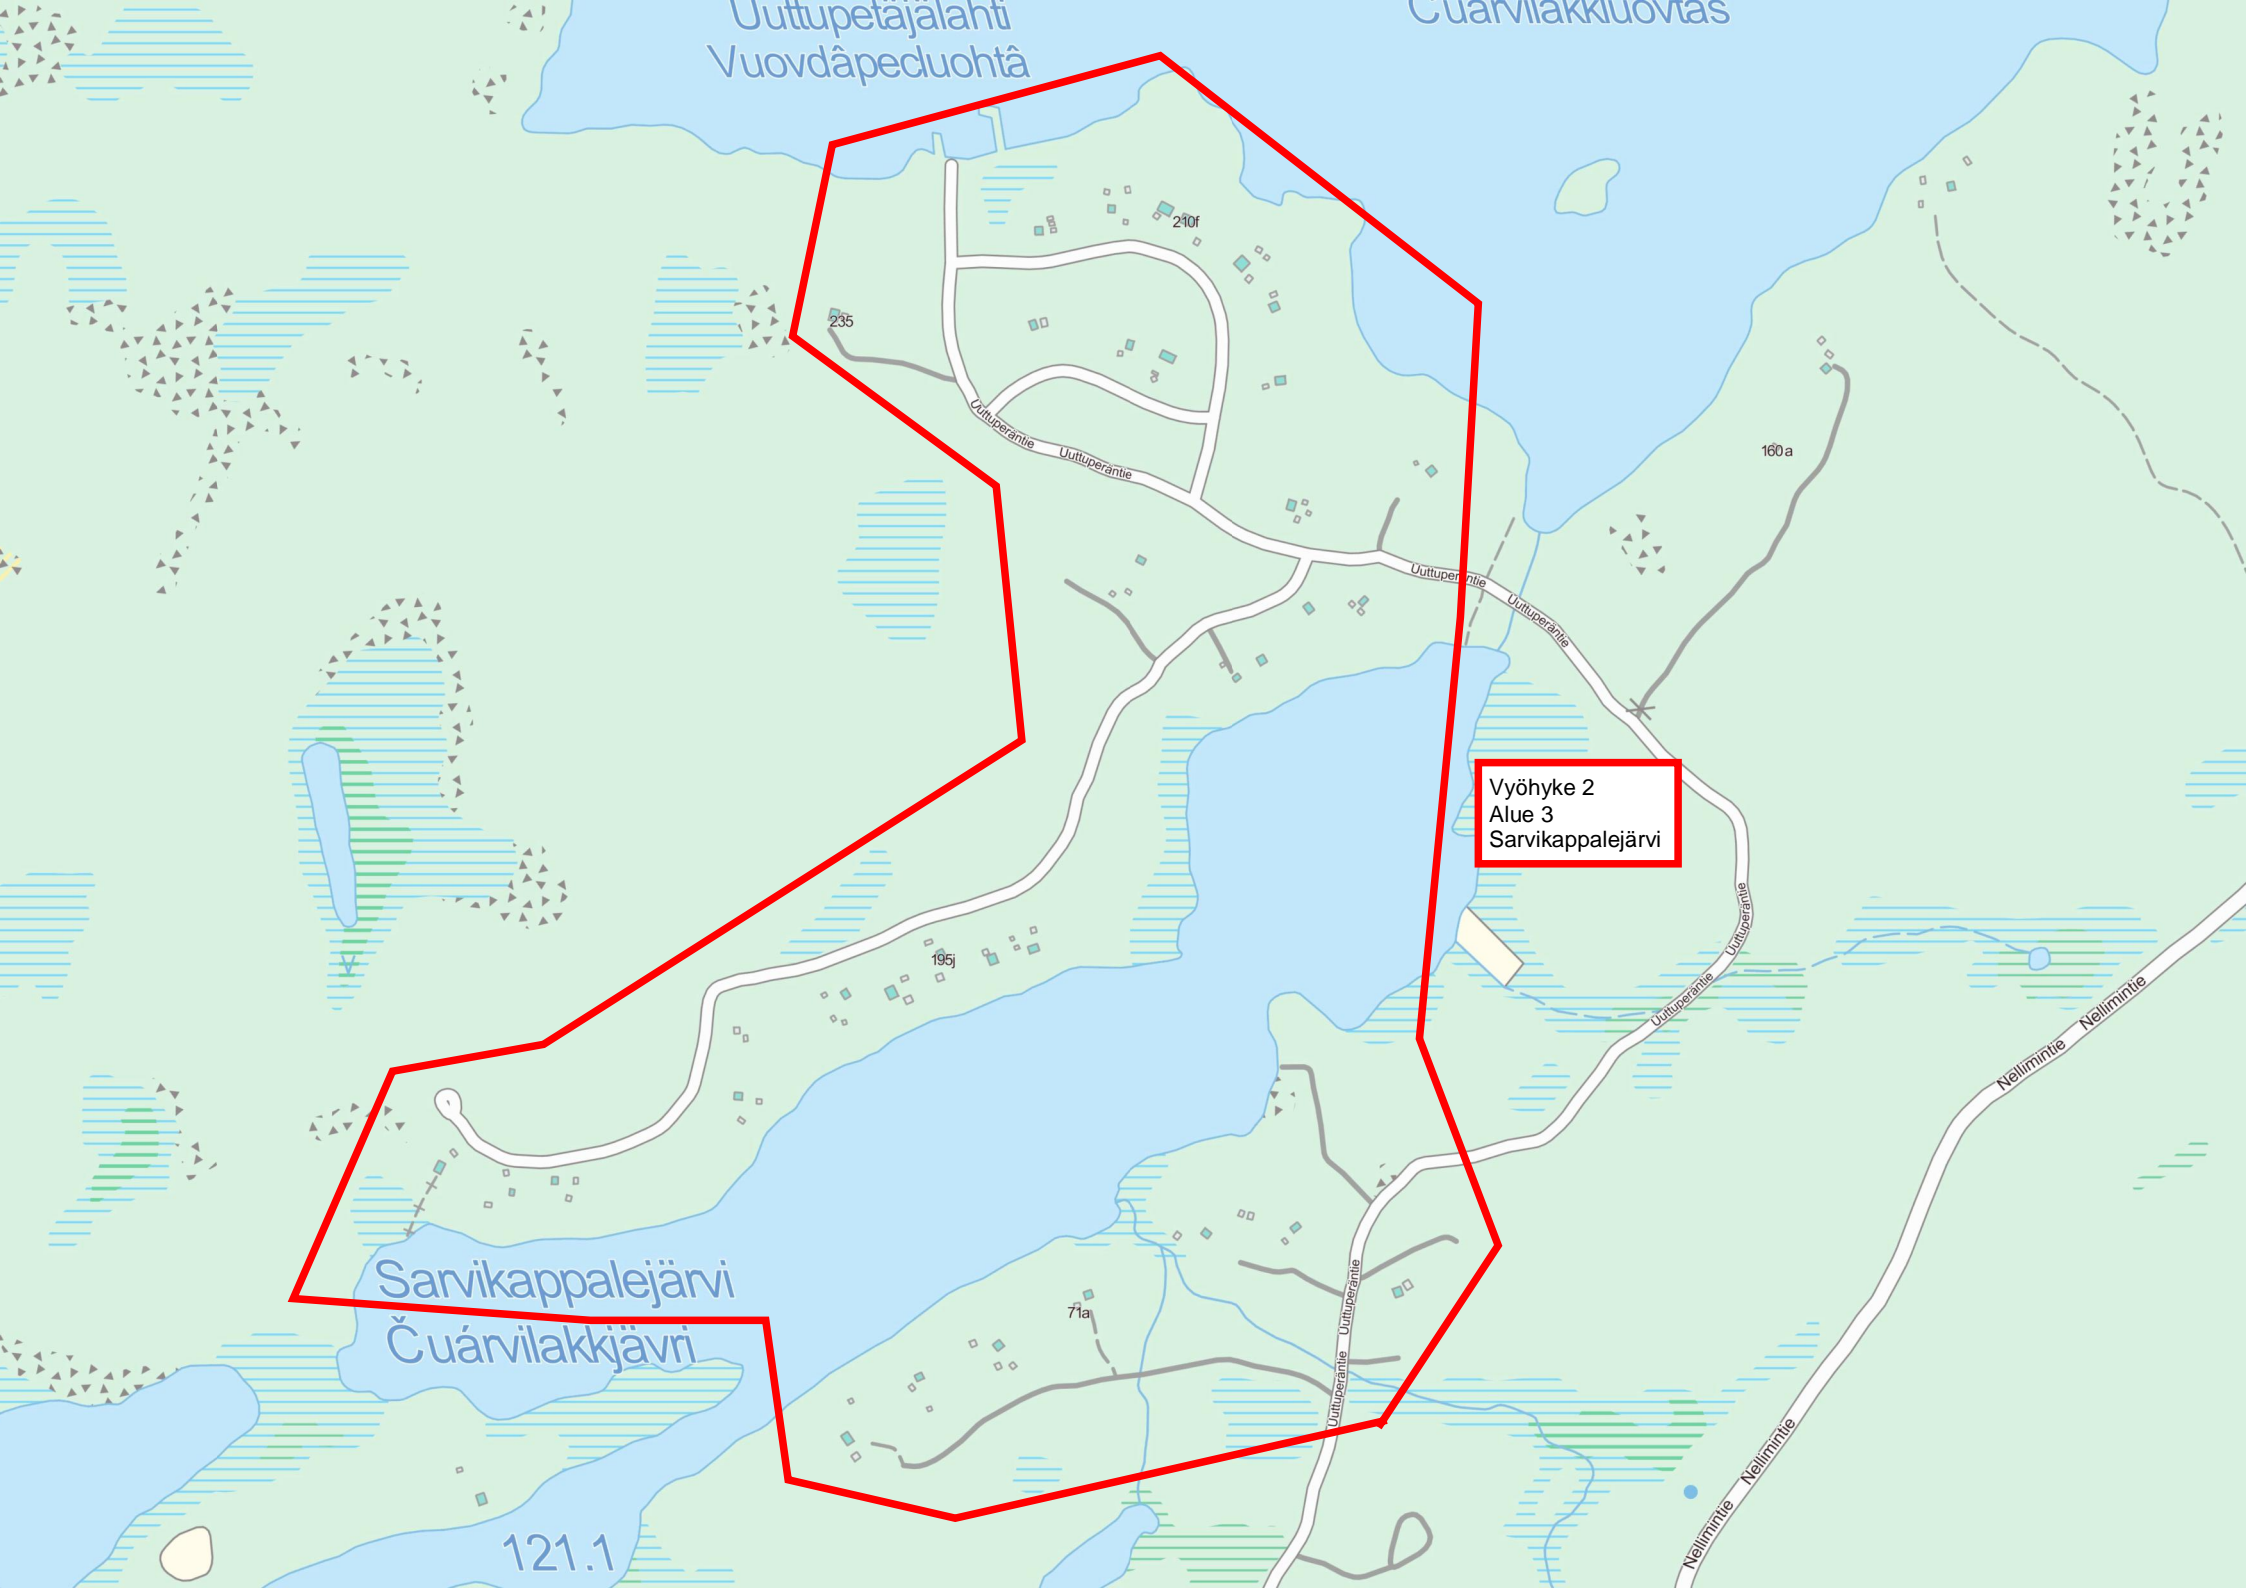 Uuttupetäjälahti
Vuovdâpecluohtâ
Čuárvilakkluovtâs
210f
235
Uuttuperäntie
Uuttuperäntie
160a
Uuttuperäntie
Uuttuperäntie
Vyöhyke 2
Alue 3
Sarvikappalejärvi
Uuttuperäntie
195j
Uuttuperäntie
Nellimintie
Nellimintie
Sarvikappalejärvi
Čuárvilakkjävri
71a
Uuttuperäntie
Uuttuperäntie
Nellimintie
Nellimintie
121.1